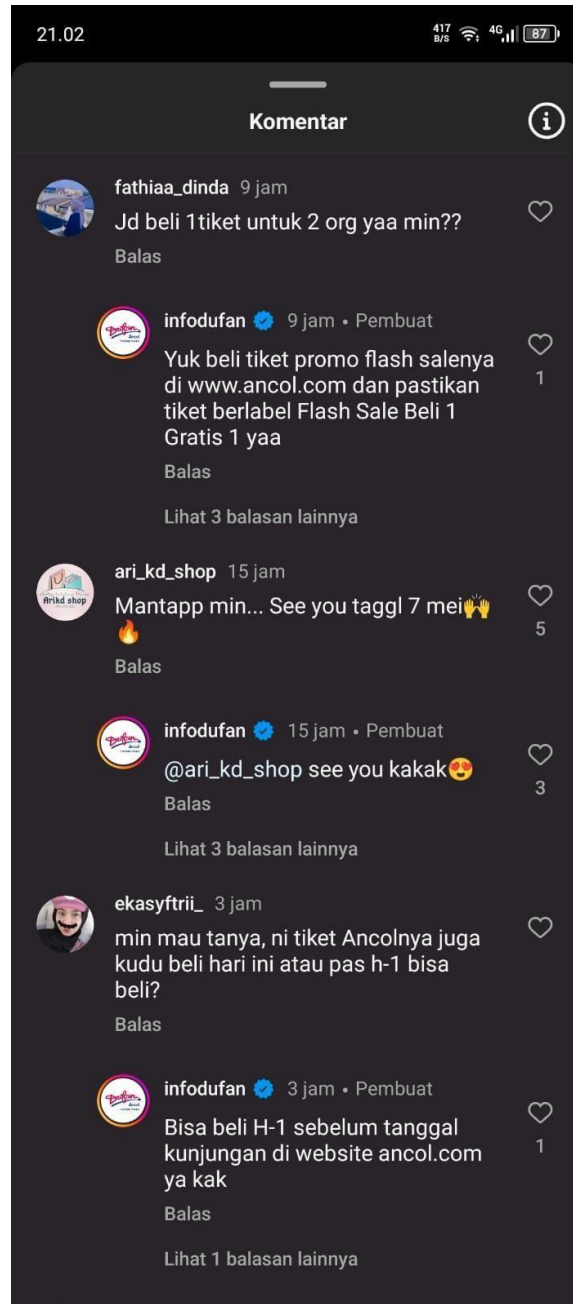 21.02
417 B/S 4G 87
Komentar
fathiaa_dinda 9 jam
Jd beli 1tiket untuk 2 org yaa min??
Balas
infodufan 9 jam • Pembuat
Yuk beli tiket promo flash salenya
di www.ancol.com dan pastikan
tiket berlabel Flash Sale Beli 1
Gratis 1 yaa
1
Balas
Lihat 3 balasan lainnya
ari_kd_shop 15 jam
Arikd shop
Mantapp min... See you taggl 7 mei🙌
🔥
5
Balas
infodufan 15 jam • Pembuat
@ari_kd_shop see you kakak😍
3
Balas
Lihat 3 balasan lainnya
ekasyftrii_ 3 jam
min mau tanya, ni tiket Ancolnya juga
kudu beli hari ini atau pas h-1 bisa
beli?
Balas
infodufan 3 jam • Pembuat
Bisa beli H-1 sebelum tanggal
kunjungan di website ancol.com
ya kak
1
Balas
Lihat 1 balasan lainnya